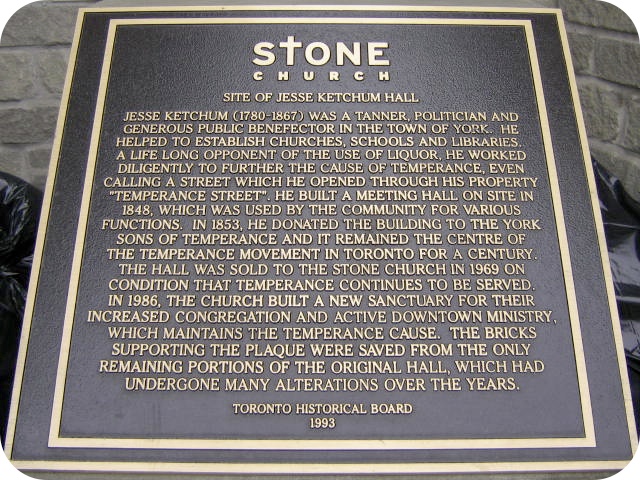 STONE
CHURCH
SITE OF JESSE KETCHUM HALL
JESSE KETCHUM (1780-1867) WAS A TANNER, POLITICIAN AND
GENEROUS PUBLIC BENEFECTOR IN THE TOWN OF YORK. HE
HELPED TO ESTABLISH CHURCHES, SCHOOLS AND LIBRARIES.
A LIFE LONG OPPONENT OF THE USE OF LIQUOR, HE WORKED
DILIGENTLY TO FURTHER THE CAUSE OF TEMPERANCE, EVEN
CALLING A STREET WHICH HE OPENED THROUGH HIS PROPERTY
"TEMPERANCE STREET". HE BUILT A MEETING HALL ON SITE IN
1848, WHICH WAS USED BY THE COMMUNITY FOR VARIOUS
FUNCTIONS. IN 1853, HE DONATED THE BUILDING TO THE YORK
SONS OF TEMPERANCE AND IT REMAINED THE CENTRE OF
THE TEMPERANCE MOVEMENT IN TORONTO FOR A CENTURY.
THE HALL WAS SOLD TO THE STONE CHURCH IN 1969 ON
CONDITION THAT TEMPERANCE CONTINUES TO BE SERVED.
IN 1986, THE CHURCH BUILT A NEW SANCTUARY FOR THEIR
INCREASED CONGREGATION AND ACTIVE DOWNTOWN MINISTRY,
WHICH MAINTAINS THE TEMPERANCE CAUSE. THE BRICKS
SUPPORTING THE PLAQUE WERE SAVED FROM THE ONLY
REMAINING PORTIONS OF THE ORIGINAL HALL, WHICH HAD
UNDERGONE MANY ALTERATIONS OVER THE YEARS.
TORONTO HISTORICAL BOARD
1993